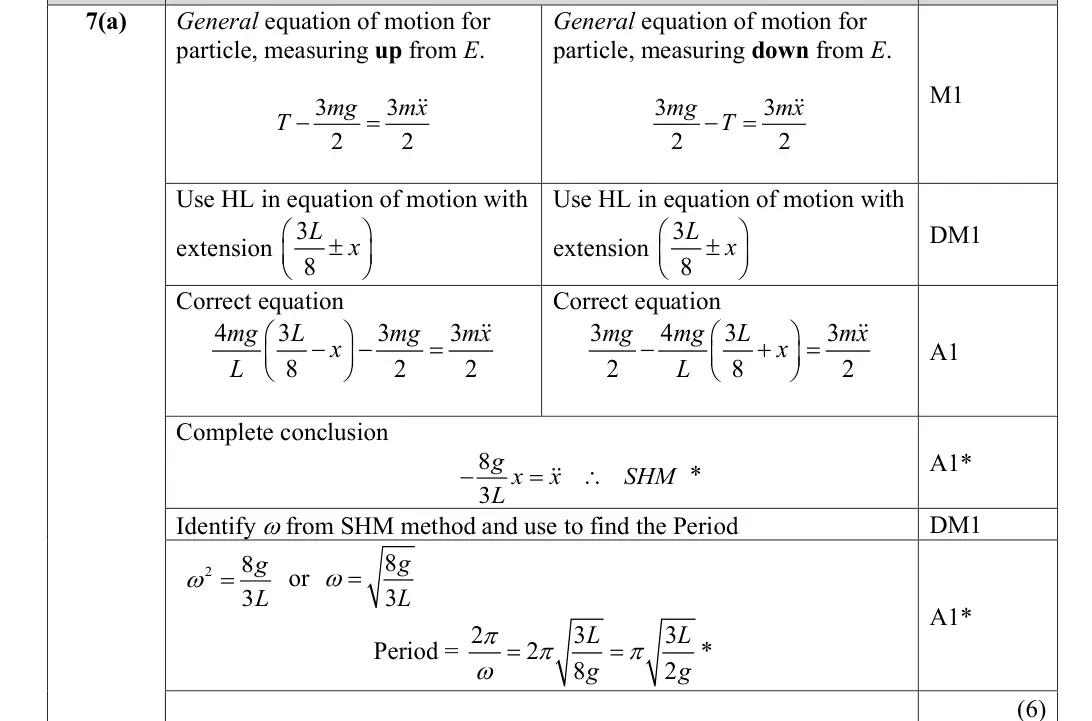 7(a)
General equation of motion for
particle, measuring up from E.
T − 3mg/2 = 3mẍ/2
General equation of motion for
particle, measuring down from E.
3mg/2 − T = 3mẍ/2
M1
Use HL in equation of motion with
extension (3L/8 ± x)
Use HL in equation of motion with
extension (3L/8 ± x)
DM1
Correct equation
4mg/L (3L/8 − x) − 3mg/2 = 3mẍ/2
Correct equation
3mg/2 − 4mg/L (3L/8 + x) = 3mẍ/2
A1
Complete conclusion
−8g/3L x = ẍ ∴ SHM *
A1*
Identify ω from SHM method and use to find the Period
DM1
ω² = 8g/3L or ω = √(8g/3L)
Period = 2π/ω = 2π√(3L/8g) = π√(3L/2g) *
A1*
(6)